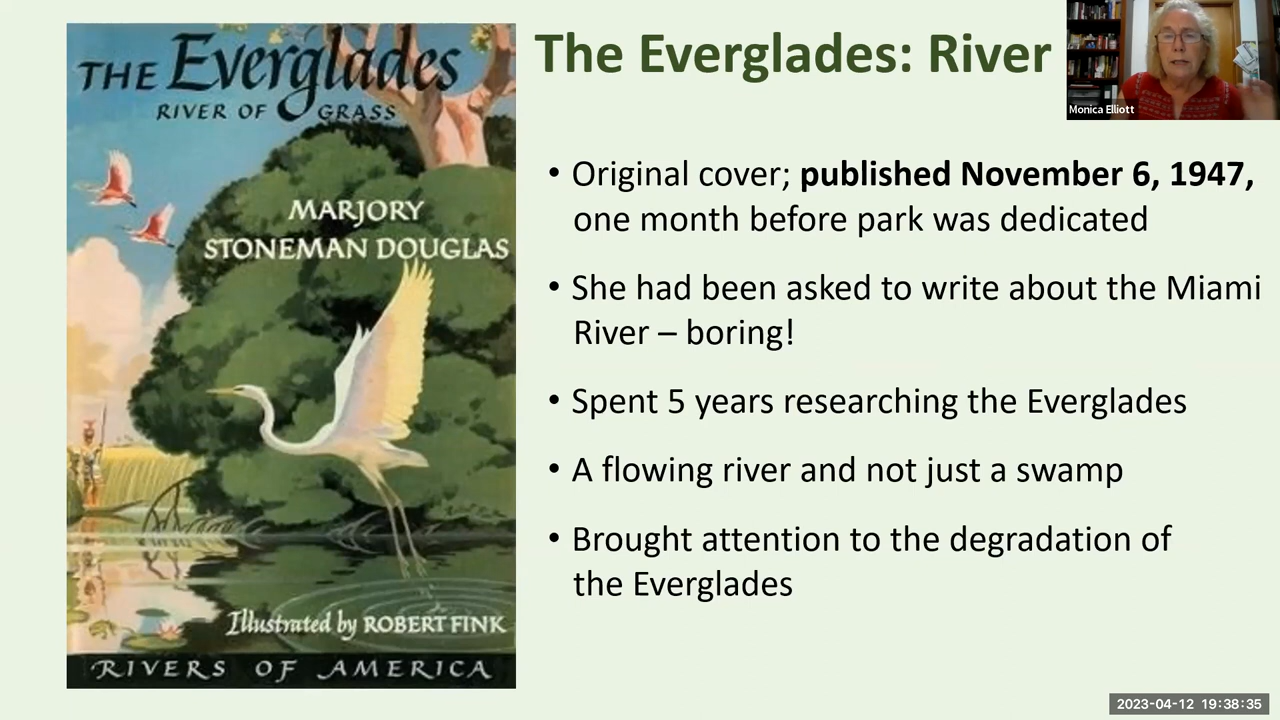 THE Everglades
RIVER OF GRASS
MARJORY
STONEMAN DOUGLAS
Illustrated by ROBERT FINK
RIVERS OF AMERICA
The Everglades: River
• Original cover; published November 6, 1947,
one month before park was dedicated
• She had been asked to write about the Miami
River – boring!
• Spent 5 years researching the Everglades
• A flowing river and not just a swamp
• Brought attention to the degradation of
the Everglades
Monica Elliott
2023-04-12 19:38:35